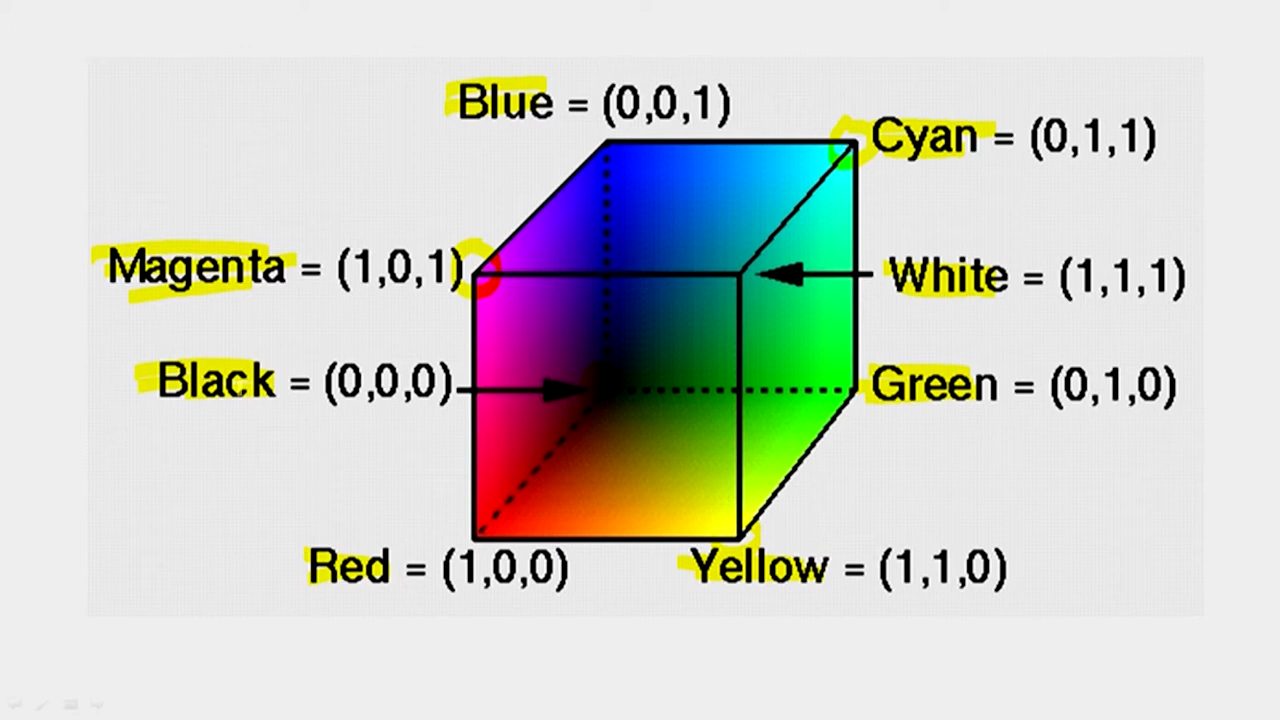 Blue = (0,0,1)
Cyan = (0,1,1)
Magenta = (1,0,1)
White = (1,1,1)
Black = (0,0,0)
Green = (0,1,0)
Red = (1,0,0)
Yellow = (1,1,0)